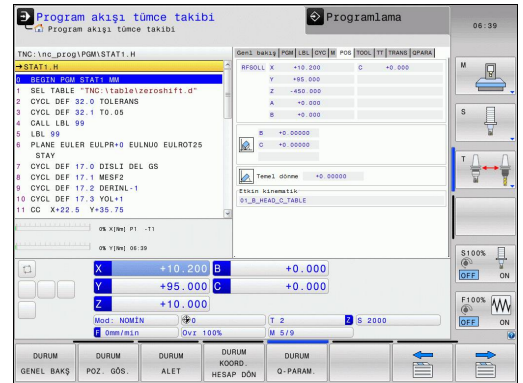 Program akışı tümce takibi
Program akışı tümce takibi
Programlama
06:39
TNC:\nc_prog\PGM\STAT1.H
→STAT1.H
0 BEGIN PGM STAT1 MM
1 SEL TABLE "TNC:\table\zeroshift.d"
2 CYCL DEF 32.0 TOLERANS
3 CYCL DEF 32.1 T0.05
4 CALL LBL 99
5 LBL 99
6 PLANE EULER EULPR+0 EULNU0 EULROT25
STAY
7 CYCL DEF 17.0 DISLI DEL GS
8 CYCL DEF 17.1 MESF2
9 CYCL DEF 17.2 DERINL-1
10 CYCL DEF 17.3 YOL+1
11 CC X+22.5 Y+35.75
Genl bakış PGM LBL CYC M POS TOOL TT TRANS QPARA
RFSOLL X +10.200 C +0.000
Y +95.000
Z -450.000
A +0.000
B +0.000
B +0.00000
C +0.00000
Temel dönme +0.00000
Etkin kinematik
01_B_HEAD_C_TABLE
M
S
T
0% X[Nm] P1 -T1
0% Y[Nm] 06:39
X +10.200 B +0.000
Y +95.000 C +0.000
Z +10.000
Mod: NOMİN 0 T 2 Z S 2000
F 0mm/min Ovr 100% M 5/9
S100%
OFF ON
F100%
OFF ON
DURUM
GENEL BAKŞ
DURUM
POZ. GÖS.
DURUM
ALET
DURUM
KOORD.
HESAP DÖN
DURUM
Q-PARAM.